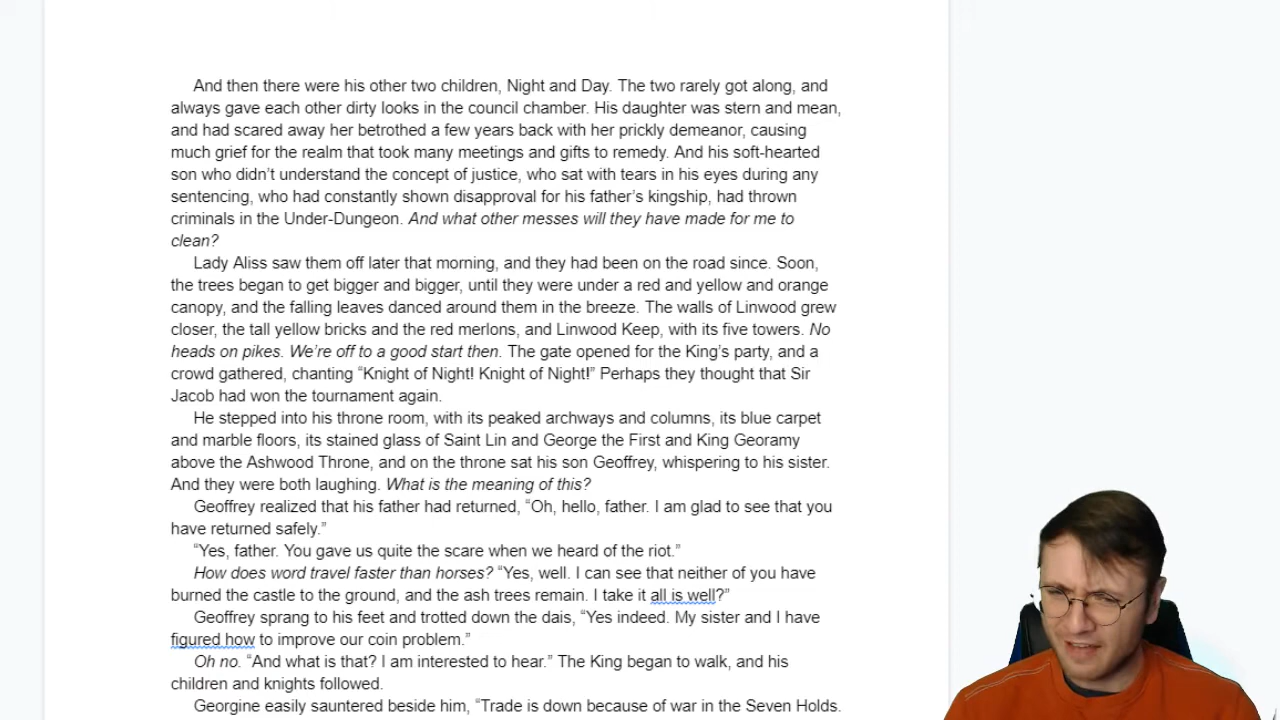 And then there were his other two children, Night and Day. The two rarely got along, and
always gave each other dirty looks in the council chamber. His daughter was stern and mean,
and had scared away her betrothed a few years back with her prickly demeanor, causing
much grief for the realm that took many meetings and gifts to remedy. And his soft-hearted
son who didn’t understand the concept of justice, who sat with tears in his eyes during any
sentencing, who had constantly shown disapproval for his father’s kingship, had thrown
criminals in the Under-Dungeon. And what other messes will they have made for me to
clean?
Lady Aliss saw them off later that morning, and they had been on the road since. Soon,
the trees began to get bigger and bigger, until they were under a red and yellow and orange
canopy, and the falling leaves danced around them in the breeze. The walls of Linwood grew
closer, the tall yellow bricks and the red merlons, and Linwood Keep, with its five towers. No
heads on pikes. We’re off to a good start then. The gate opened for the King’s party, and a
crowd gathered, chanting “Knight of Night! Knight of Night!” Perhaps they thought that Sir
Jacob had won the tournament again.
He stepped into his throne room, with its peaked archways and columns, its blue carpet
and marble floors, its stained glass of Saint Lin and George the First and King Georamy
above the Ashwood Throne, and on the throne sat his son Geoffrey, whispering to his sister.
And they were both laughing. What is the meaning of this?
Geoffrey realized that his father had returned, “Oh, hello, father. I am glad to see that you
have returned safely.”
“Yes, father. You gave us quite the scare when we heard of the riot.”
How does word travel faster than horses? “Yes, well. I can see that neither of you have
burned the castle to the ground, and the ash trees remain. I take it all is well?”
Geoffrey sprang to his feet and trotted down the dais, “Yes indeed. My sister and I have
figured how to improve our coin problem.”
Oh no. “And what is that? I am interested to hear.” The King began to walk, and his
children and knights followed.
Georgine easily sauntered beside him, “Trade is down because of war in the Seven Holds.